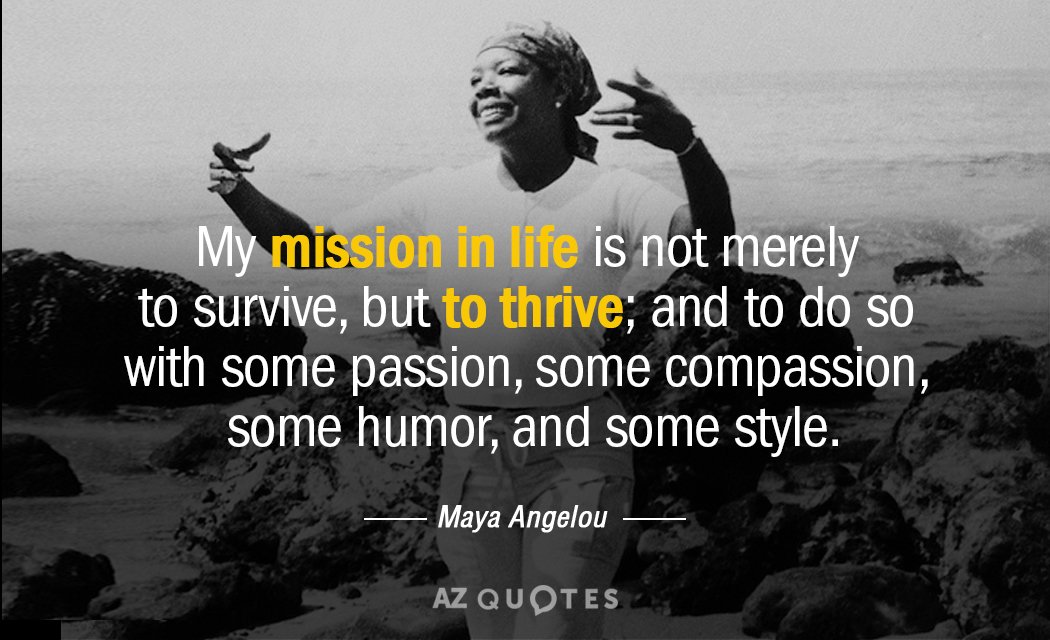 My mission in life is not merely
to survive, but to thrive; and to do so
with some passion, some compassion,
some humor, and some style.
Maya Angelou
AZ QUOTES